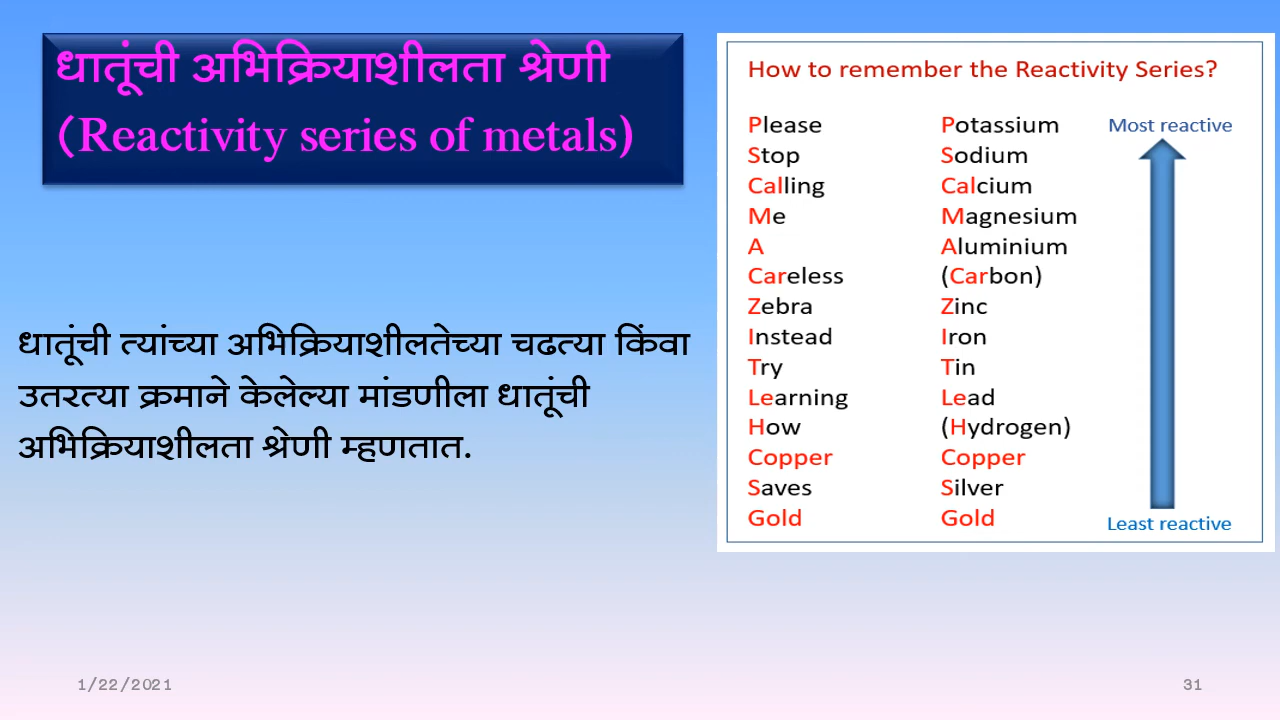 धातूंची अभिक्रियाशीलता श्रेणी
(Reactivity series of metals)
धातूंची त्यांच्या अभिक्रियाशीलतेच्या चढत्या किंवा
उतरत्या क्रमाने केलेल्या मांडणीला धातूंची
अभिक्रियाशीलता श्रेणी म्हणतात.
How to remember the Reactivity Series?
Please Potassium Most reactive
Stop Sodium
Calling Calcium
Me Magnesium
A Aluminium
Careless (Carbon)
Zebra Zinc
Instead Iron
Try Tin
Learning Lead
How (Hydrogen)
Copper Copper
Saves Silver
Gold Gold Least reactive
1/22/2021
31